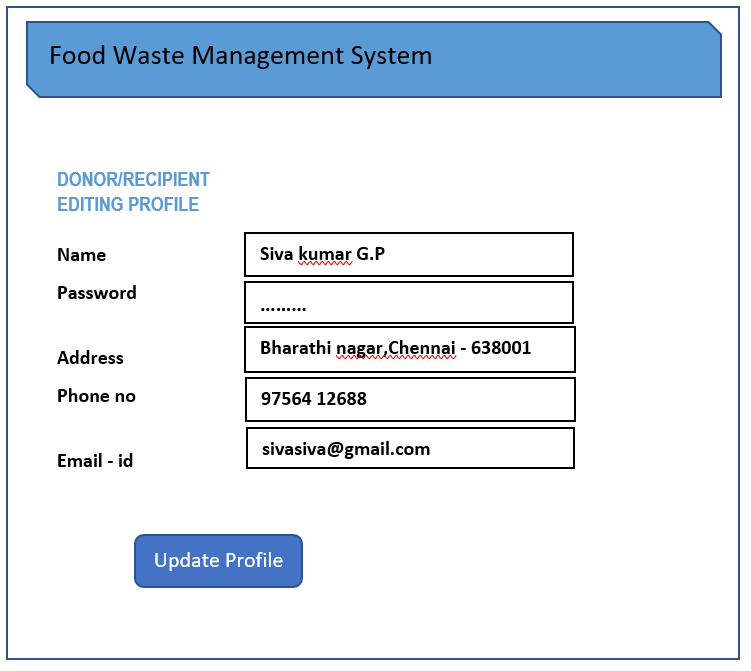 Food Waste Management System
DONOR/RECIPIENT
EDITING PROFILE
Name
Siva kumar G.P
Password
.........
Address
Bharathi nagar,Chennai - 638001
Phone no
97564 12688
Email - id
sivasiva@gmail.com
Update Profile